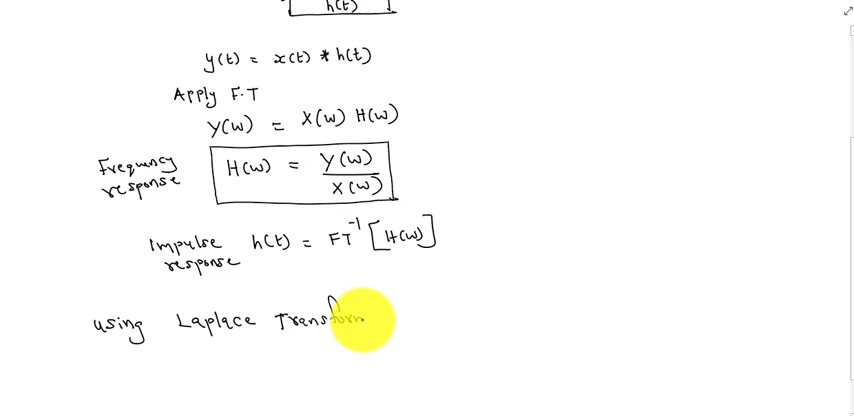 h(t)
y(t) = x(t) * h(t)
Apply F.T
Y(w) = X(w) H(w)
Frequency response H(w) = Y(w) / X(w)
Impulse response h(t) = FT⁻¹ [H(w)]
using Laplace Transform